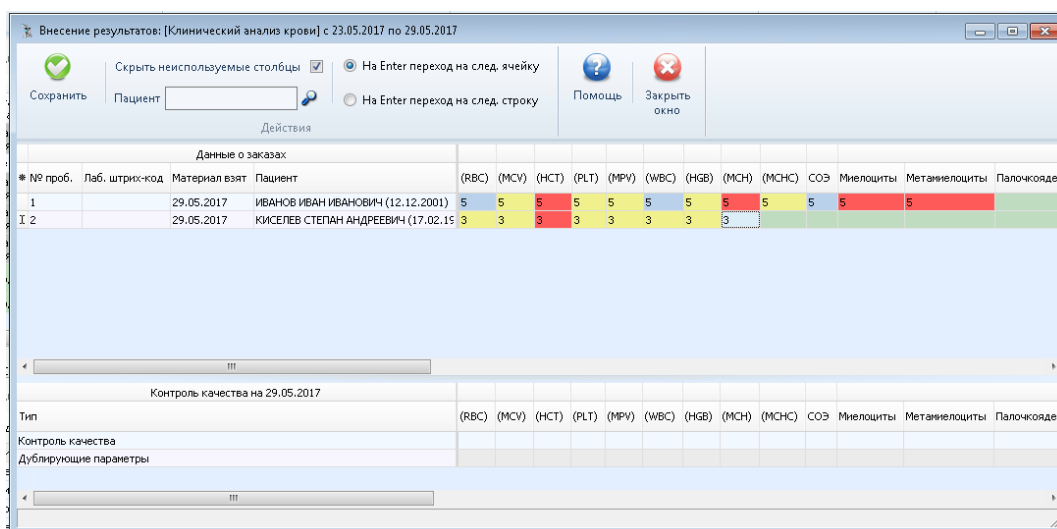 Внесение результатов: [Клинический анализ крови] с 23.05.2017 по 29.05.2017
Скрыть неиспользуемые столбцы На Enter переход на след. ячейку
Сохранить Пациент На Enter переход на след. строку Помощь Закрыть окно
Действия
Данные о заказах
* № проб. Лаб. штрих-код Материал взят Пациент (RBC) (MCV) (HCT) (PLT) (MPV) (WBC) (HGB) (MCH) (MCHC) СОЭ Миелоциты Метамиелоциты Палочкояде
1 29.05.2017 ИВАНОВ ИВАН ИВАНОВИЧ (12.12.2001) 5 5 5 5 5 5 5 5 5 5 5 5
2 29.05.2017 КИСЕЛЕВ СТЕПАН АНДРЕЕВИЧ (17.02.19 3 3 3 3 3 3 3 3
Контроль качества на 29.05.2017
Тип (RBC) (MCV) (HCT) (PLT) (MPV) (WBC) (HGB) (MCH) (MCHC) СОЭ Миелоциты Метамиелоциты Палочкояде
Контроль качества
Дублирующие параметры